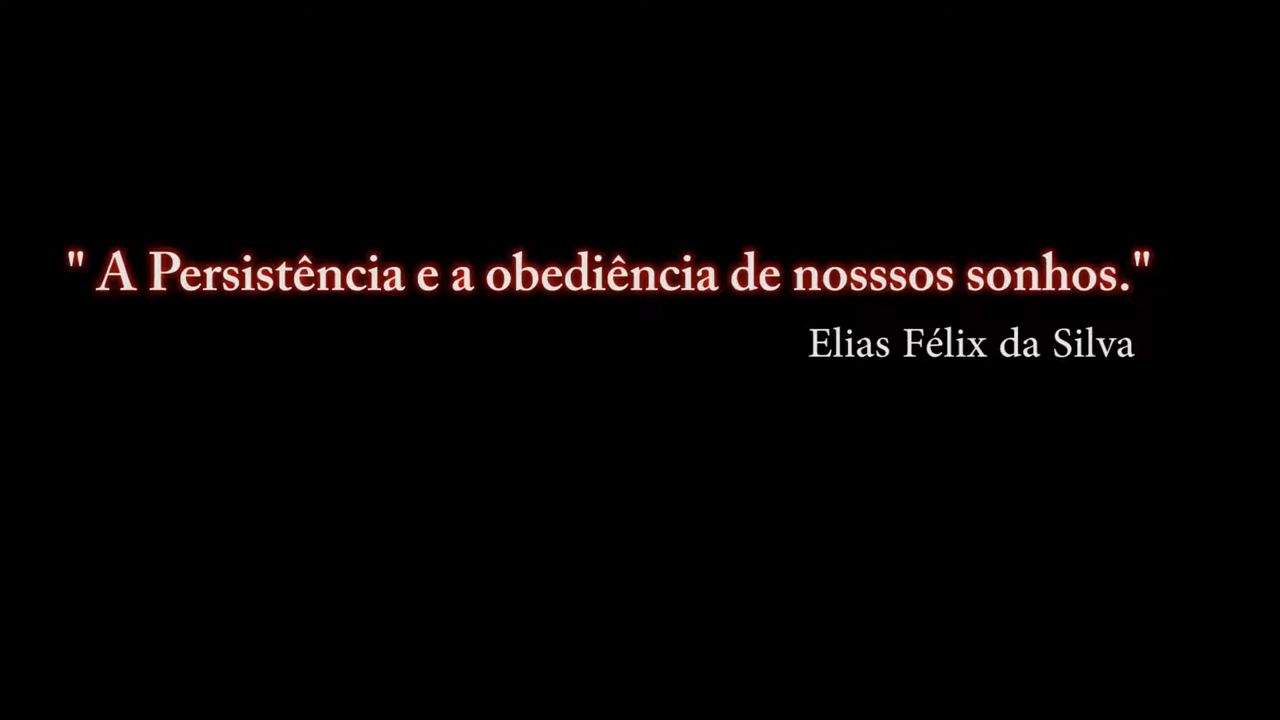 " A Persistência e a obediência de nosssos sonhos."
Elias Félix da Silva